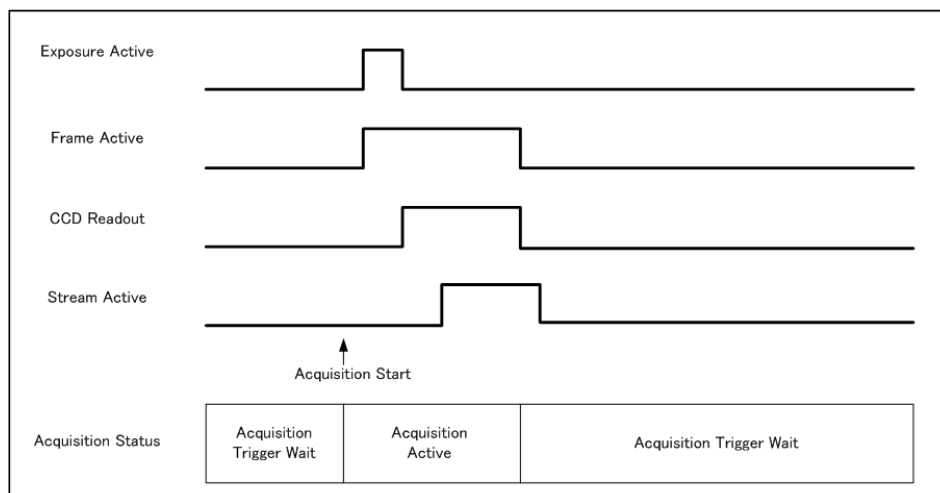 Exposure Active
Frame Active
CCD Readout
Stream Active
Acquisition Start
Acquisition Status
Acquisition
Trigger Wait
Acquisition
Active
Acquisition Trigger Wait